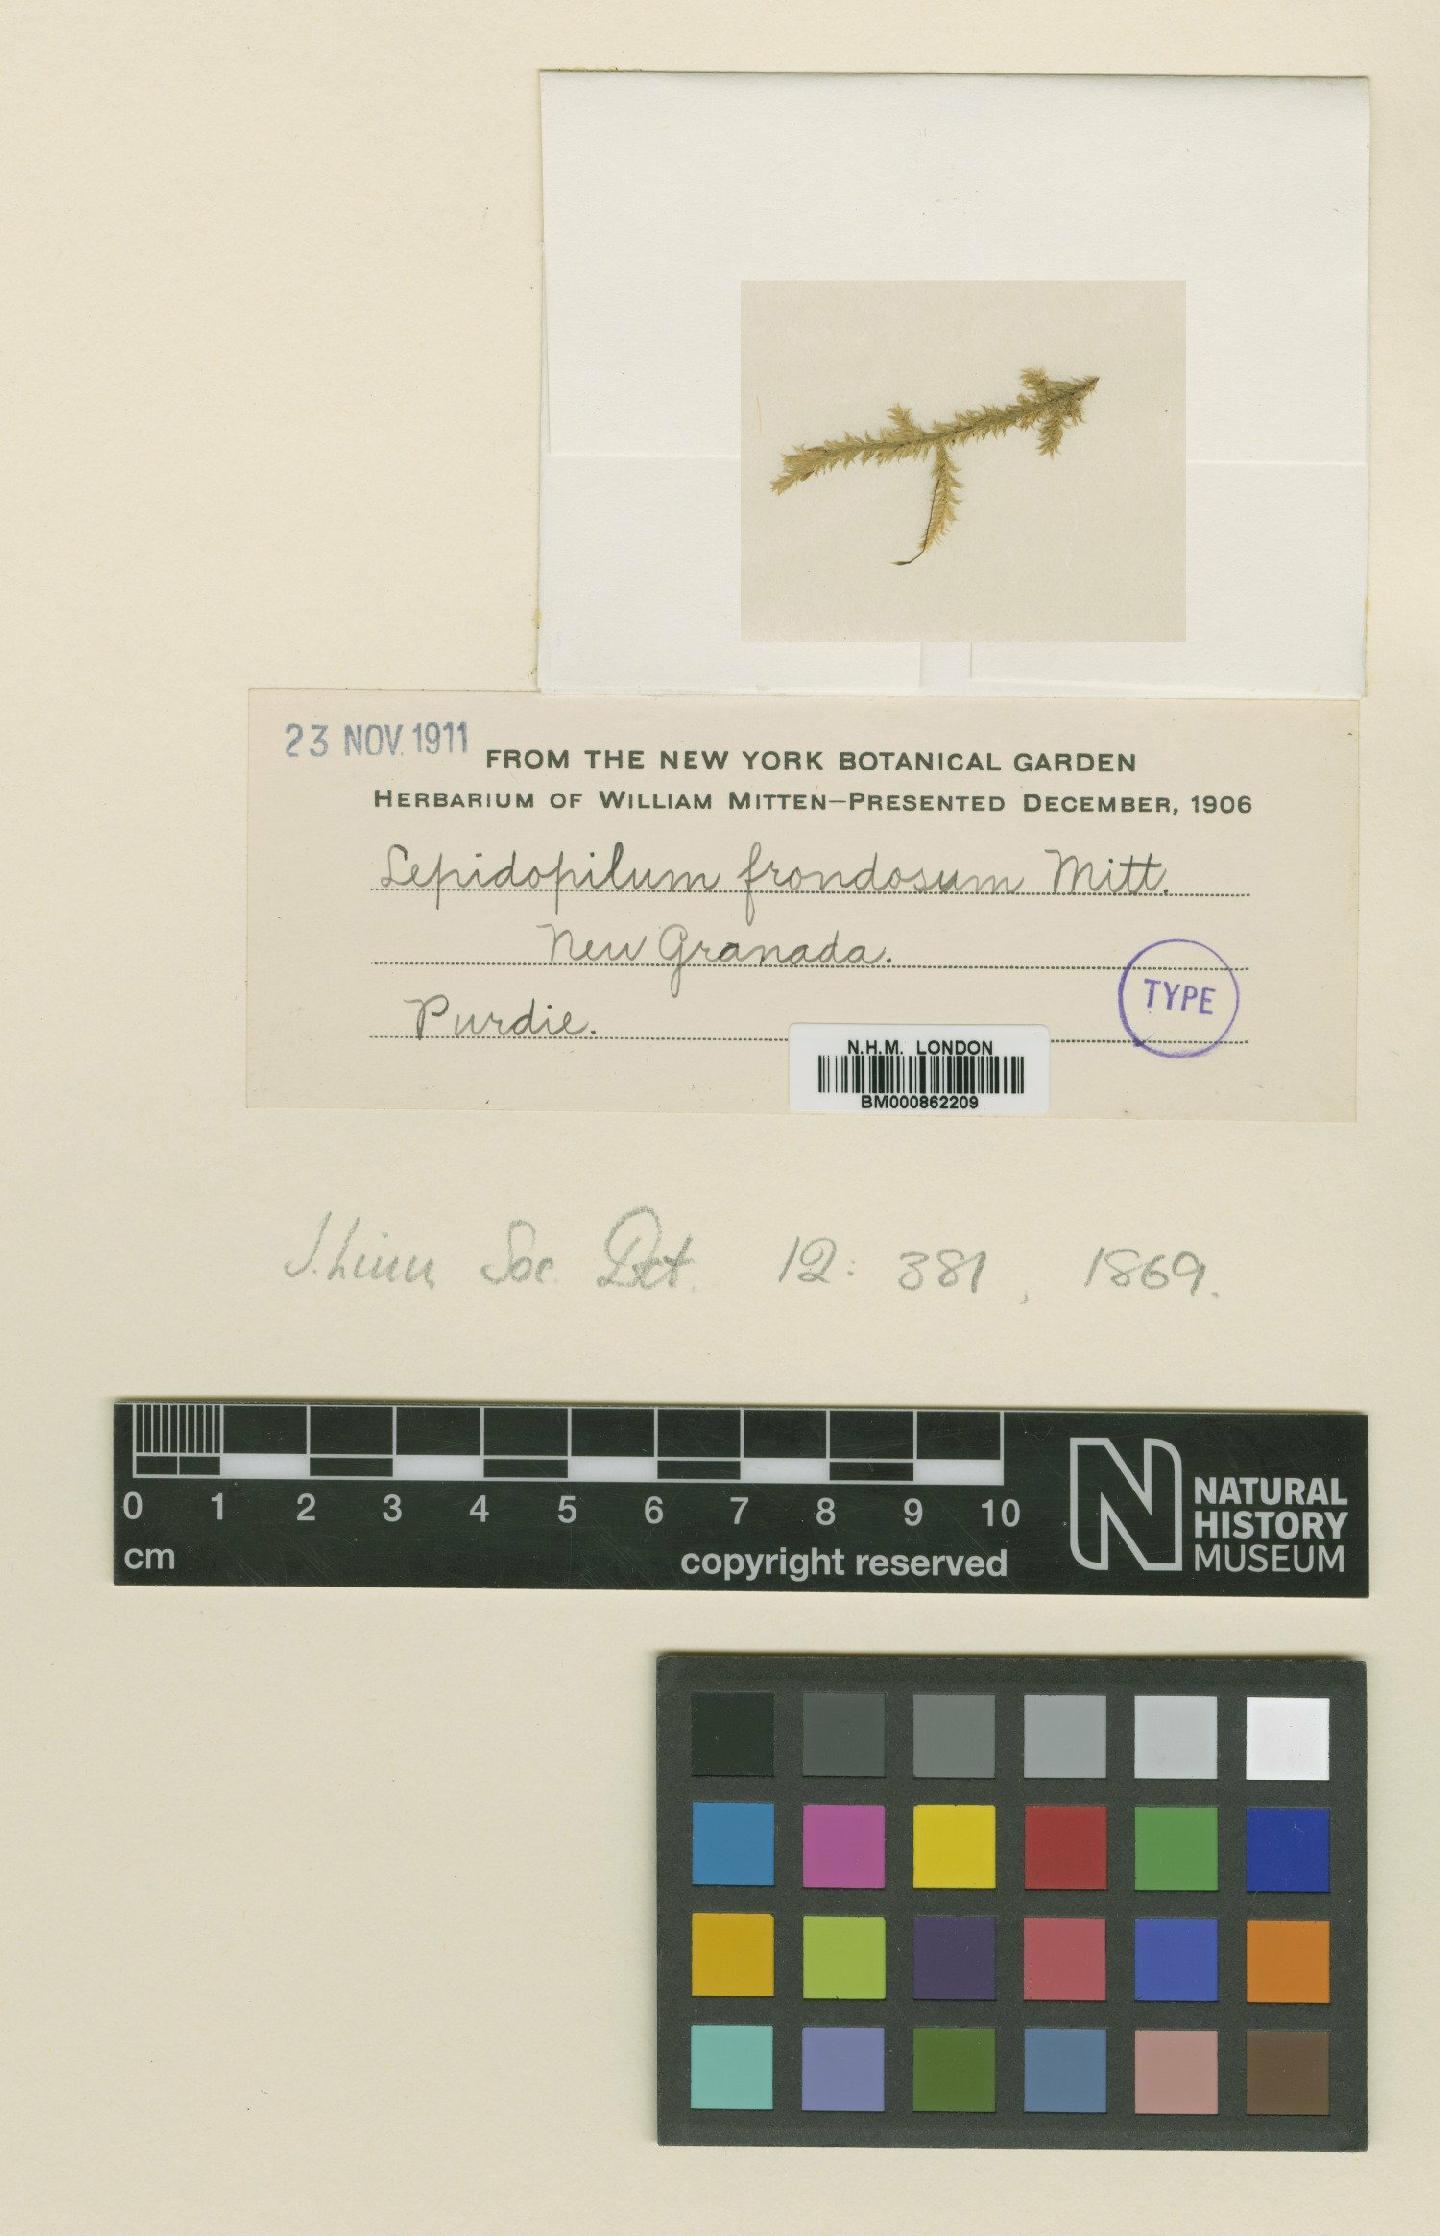 23 NOV. 1911
FROM THE NEW YORK BOTANICAL GARDEN
HERBARIUM OF WILLIAM MITTEN—PRESENTED DECEMBER, 1906
Lepidopilum frondosum Mitt.
New Granada.
Purdie.
TYPE
N.H.M. LONDON
BM000862209
J. Linn Soc. Bot. 12: 381, 1869.
0 1 2 3 4 5 6 7 8 9 10
cm
copyright reserved
NATURAL
HISTORY
MUSEUM